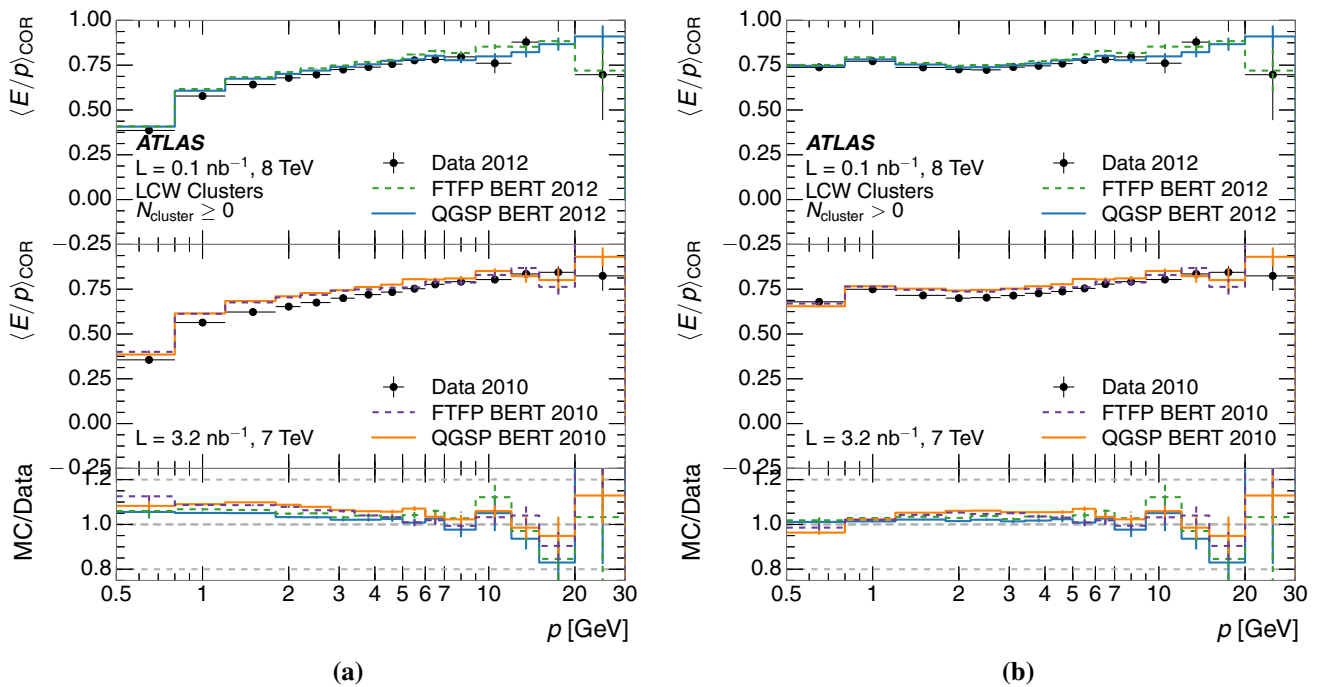 ⟨E/p⟩COR
1.00
0.75
0.50
0.25
0.00
−0.25
ATLAS
L = 0.1 nb⁻¹, 8 TeV
LCW Clusters
Ncluster ≥ 0
Data 2012
FTFP BERT 2012
QGSP BERT 2012
⟨E/p⟩COR
0.75
0.50
0.25
0.00
−0.25
L = 3.2 nb⁻¹, 7 TeV
Data 2010
FTFP BERT 2010
QGSP BERT 2010
MC/Data
1.2
1.0
0.8
0.5 1 2 3 4 5 6 7 10 20 30
p [GeV]
(a)
⟨E/p⟩COR
1.00
0.75
0.50
0.25
0.00
−0.25
ATLAS
L = 0.1 nb⁻¹, 8 TeV
LCW Clusters
Ncluster > 0
Data 2012
FTFP BERT 2012
QGSP BERT 2012
⟨E/p⟩COR
0.75
0.50
0.25
0.00
−0.25
L = 3.2 nb⁻¹, 7 TeV
Data 2010
FTFP BERT 2010
QGSP BERT 2010
MC/Data
1.2
1.0
0.8
0.5 1 2 3 4 5 6 7 10 20 30
p [GeV]
(b)